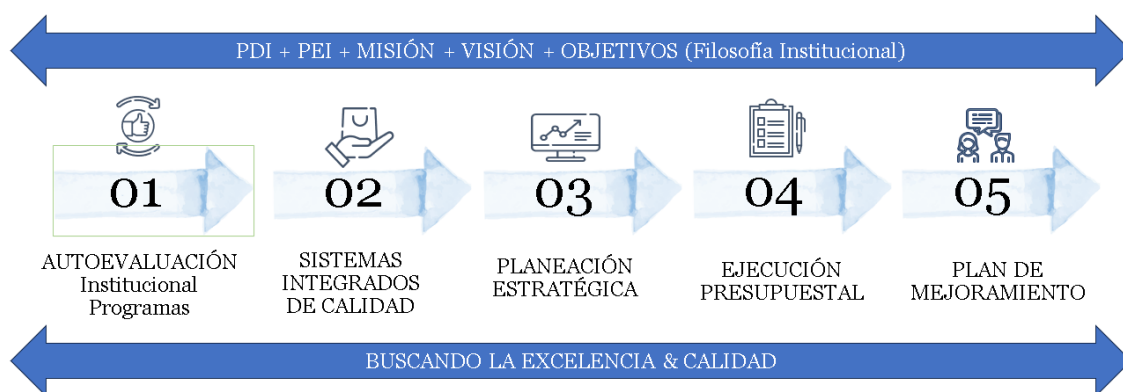 PDI + PEI + MISIÓN + VISIÓN + OBJETIVOS (Filosofía Institucional)
01
02
03
04
05
AUTOEVALUACIÓN
Institucional
Programas
SISTEMAS
INTEGRADOS
DE CALIDAD
PLANEACIÓN
ESTRATÉGICA
EJECUCIÓN
PRESUPUESTAL
PLAN DE
MEJORAMIENTO
BUSCANDO LA EXCELENCIA & CALIDAD